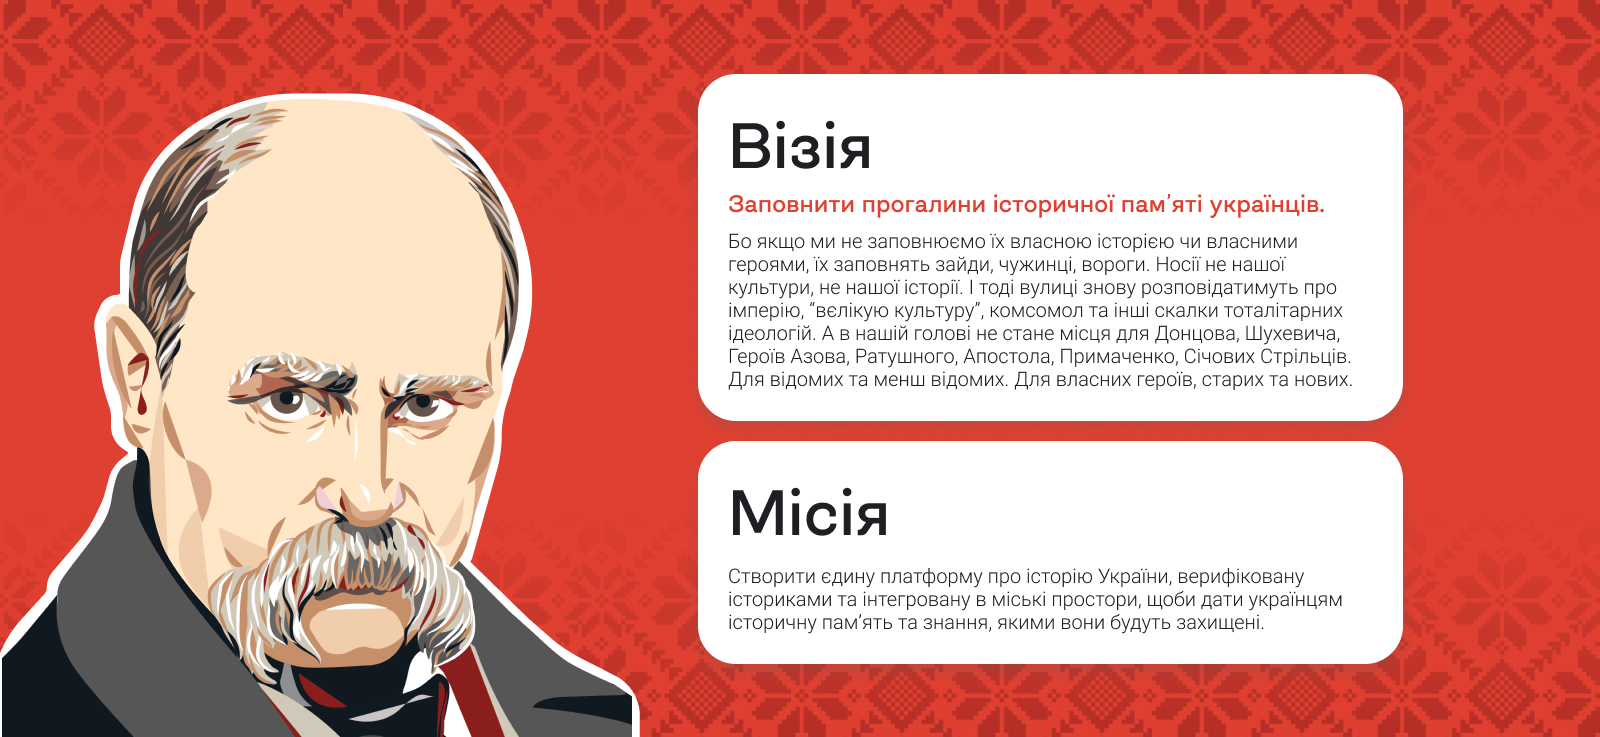 Візія
Заповнити прогалини історичної пам’яті українців.
Бо якщо ми не заповнюємо їх власною історією чи власними
героями, їх заповнять зайди, чужинці, вороги. Носії не нашої
культури, не нашої історії. І тоді вулиці знову розповідатимуть про
імперію, “вєлікую культуру”, комсомол та інші скалки тоталітарних
ідеологій. А в нашій голові не стане місця для Донцова, Шухевича,
Героїв Азова, Ратушного, Апостола, Примаченко, Січових Стрільців.
Для відомих та менш відомих. Для власних героїв, старих та нових.
Місія
Створити єдину платформу про історію України, верифіковану
істориками та інтегровану в міські простори, щоби дати українцям
історичну пам’ять та знання, якими вони будуть захищені.